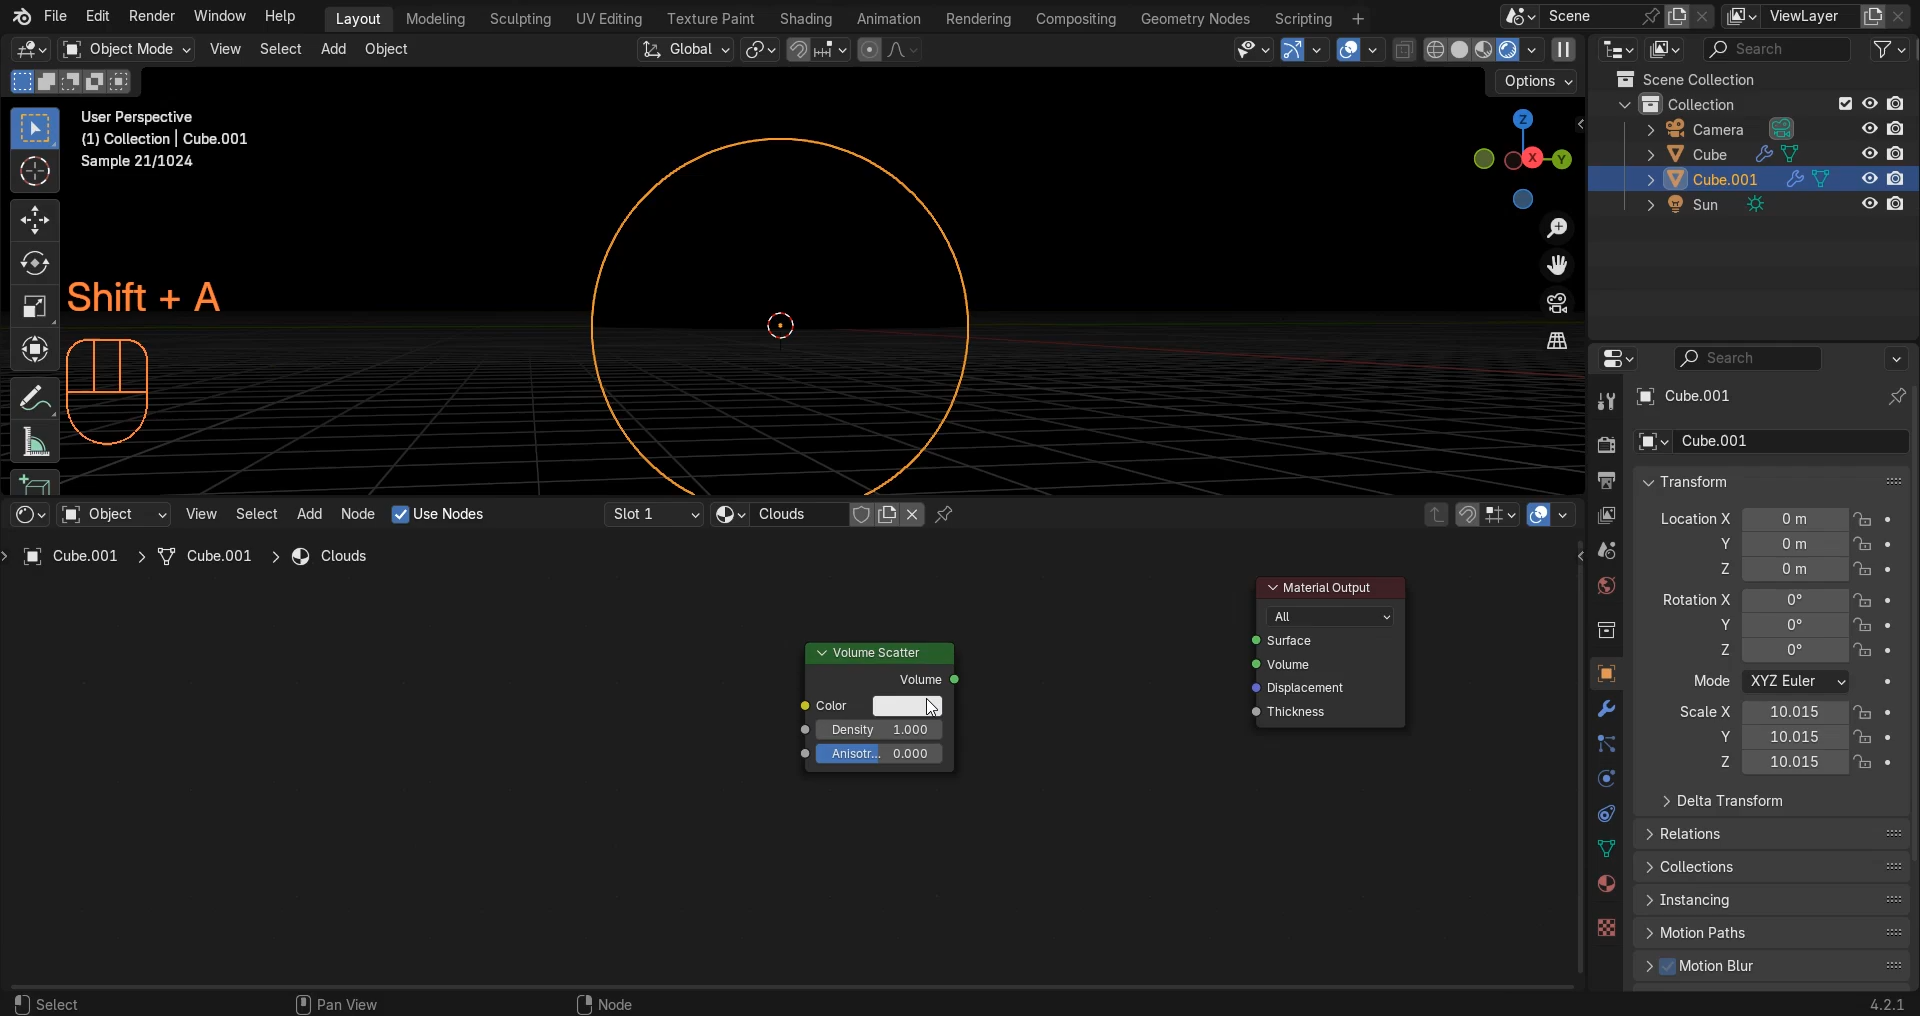 File Edit Render Window Help Layout Modeling Sculpting UV Editing Texture Paint Shading Animation Rendering Compositing Geometry Nodes Scripting Scene ViewLayer
Object Mode View Select Add Object Global Search
Options
User Perspective
(1) Collection | Cube.001
Sample 21/1024
Z
X
Y
Shift + A
Scene Collection
Collection
Camera
Cube
Cube.001
Sun
Search
Cube.001
Cube.001
Transform
Location X 0 m
Y 0 m
Z 0 m
Rotation X 0°
Y 0°
Z 0°
Mode XYZ Euler
Scale X 10.015
Y 10.015
Z 10.015
Delta Transform
Relations
Collections
Instancing
Motion Paths
Motion Blur
Object View Select Add Node Use Nodes Slot 1 Clouds
Cube.001 > Cube.001 > Clouds
Volume Scatter
Volume
Color
Density 1.000
Anisotr... 0.000
Material Output
All
Surface
Volume
Displacement
Thickness
Select Pan View Node 4.2.1